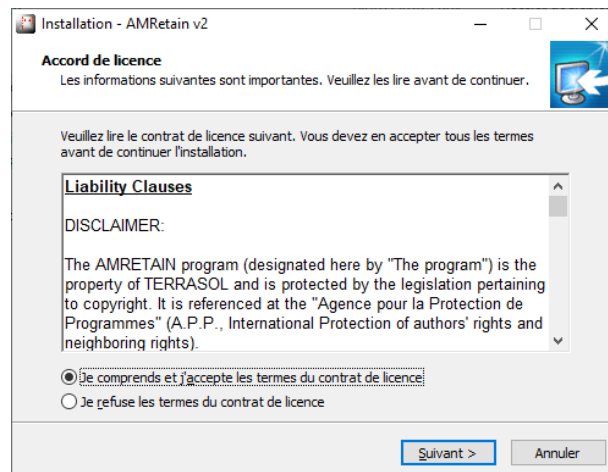 Installation - AMRetain v2
Accord de licence
Les informations suivantes sont importantes. Veuillez les lire avant de continuer.
Veuillez lire le contrat de licence suivant. Vous devez en accepter tous les termes
avant de continuer l'installation.
Liability Clauses
DISCLAIMER:
The AMRETAIN program (designated here by "The program") is the
property of TERRASOL and is protected by the legislation pertaining
to copyright. It is referenced at the "Agence pour la Protection de
Programmes" (A.P.P., International Protection of authors' rights and
neighboring rights).
Je comprends et j'accepte les termes du contrat de licence
Je refuse les termes du contrat de licence
Suivant >
Annuler